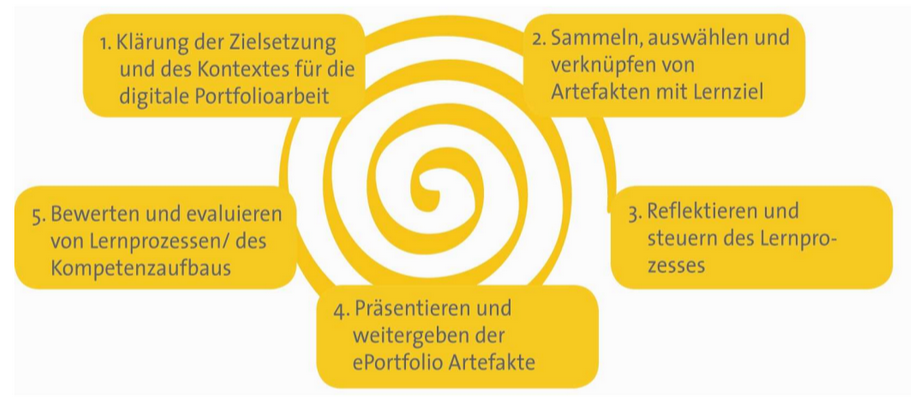 1. Klärung der Zielsetzung
und des Kontextes für die
digitale Portfolioarbeit
2. Sammeln, auswählen und
verknüpfen von
Artefakten mit Lernziel
3. Reflektieren und
steuern des Lernpro-
zesses
4. Präsentieren und
weitergeben der
ePortfolio Artefakte
5. Bewerten und evaluieren
von Lernprozessen/ des
Kompetenzaufbaus